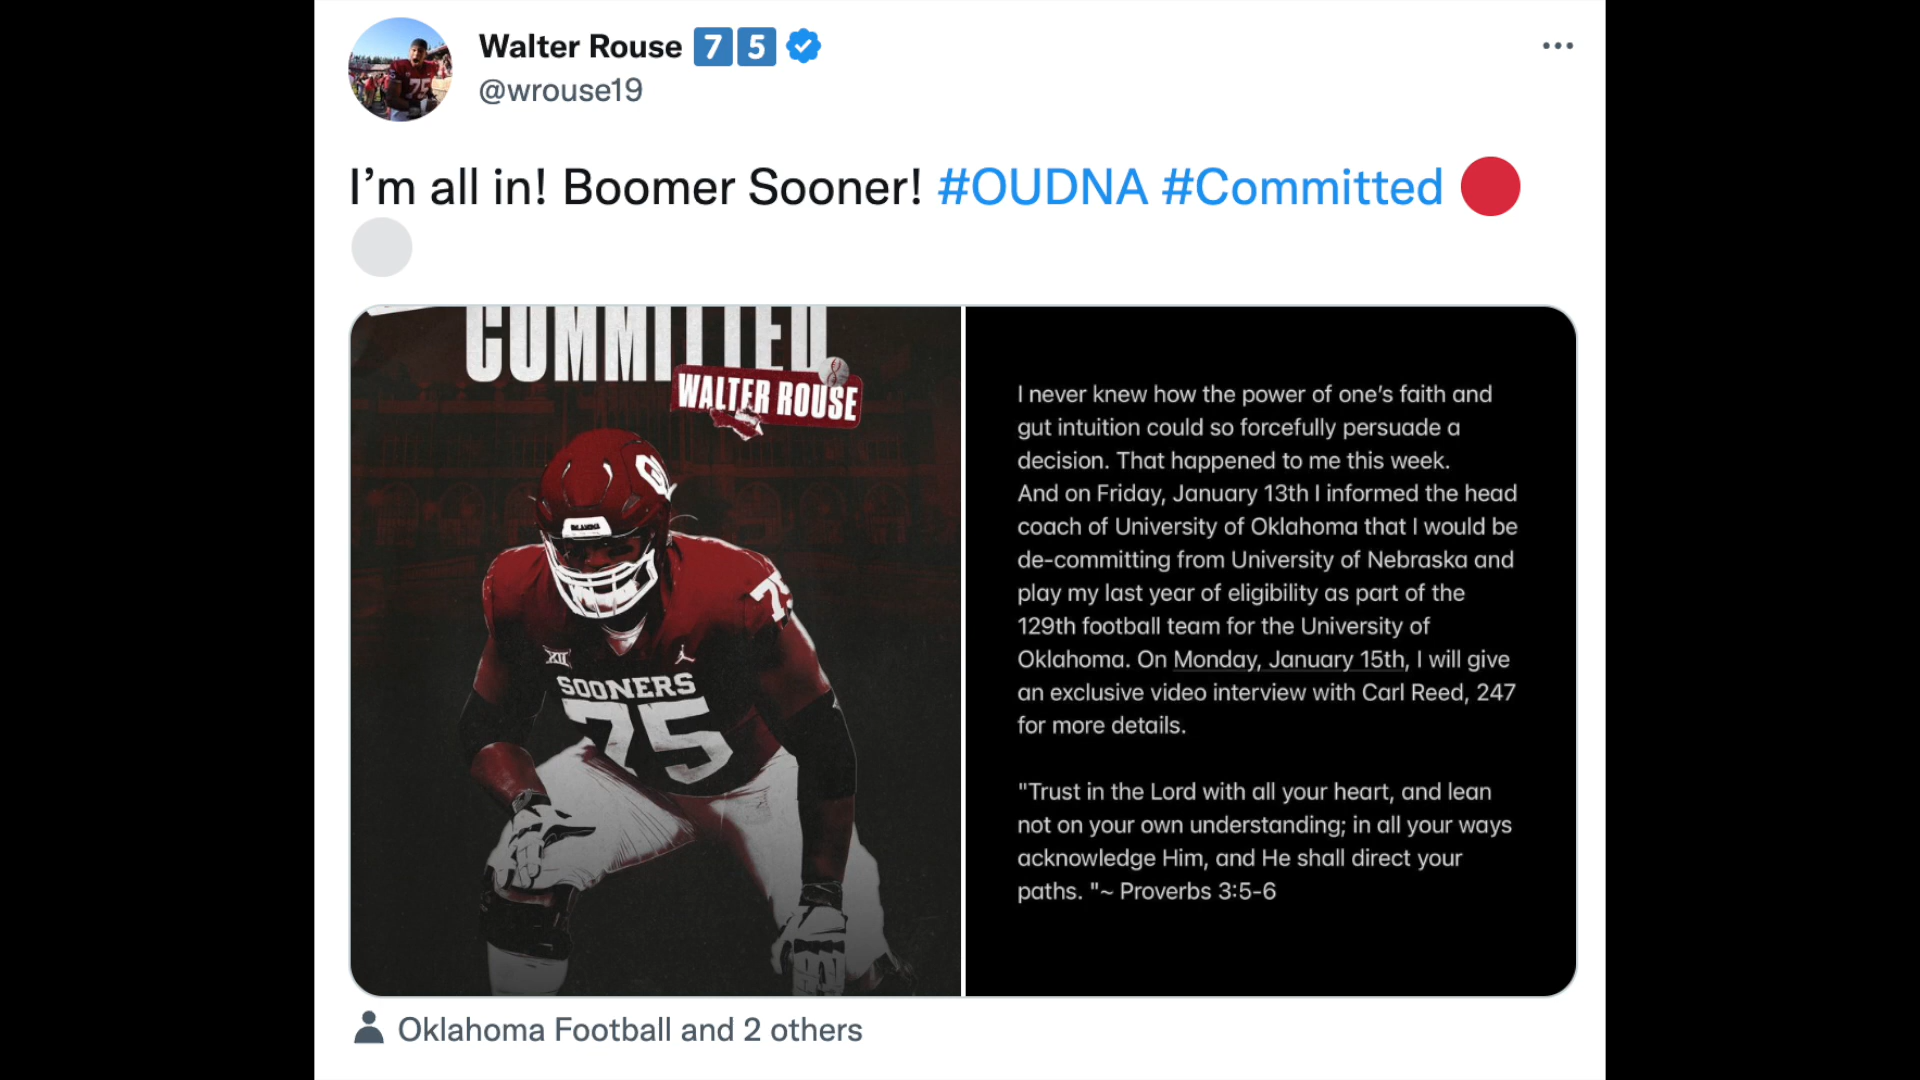 Walter Rouse 7️⃣5️⃣
@wrouse19
I’m all in! Boomer Sooner! #OUDNA #Committed 🔴
⚪
COMMITTED
WALTER ROUSE
OKLAHOMA
75
XII
SOONERS
75
I never knew how the power of one’s faith and
gut intuition could so forcefully persuade a
decision. That happened to me this week.
And on Friday, January 13th I informed the head
coach of University of Oklahoma that I would be
de-committing from University of Nebraska and
play my last year of eligibility as part of the
129th football team for the University of
Oklahoma. On Monday, January 15th, I will give
an exclusive video interview with Carl Reed, 247
for more details.
"Trust in the Lord with all your heart, and lean
not on your own understanding; in all your ways
acknowledge Him, and He shall direct your
paths. "~ Proverbs 3:5-6
Oklahoma Football and 2 others